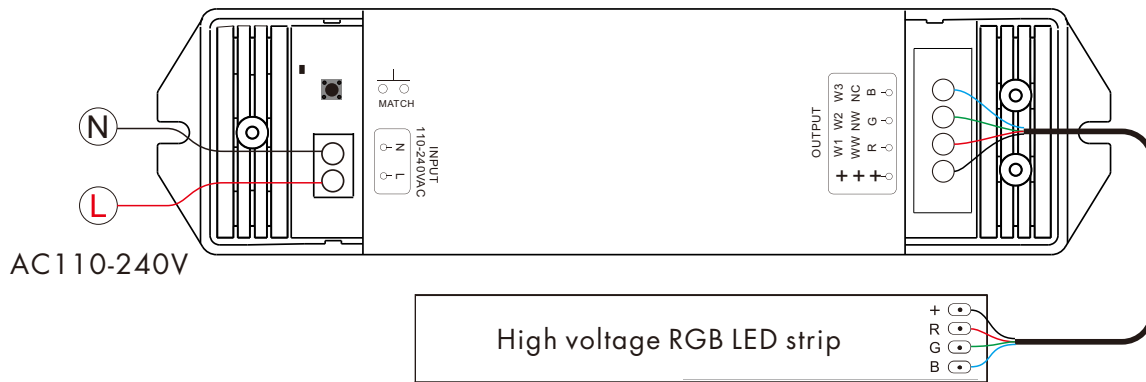 N
L
AC110-240V
MATCH
INPUT
110-240VAC
N
L
OUTPUT
W3 NC B
W2 NW G
W1 WW R
+ + +
High voltage RGB LED strip
+
R
G
B